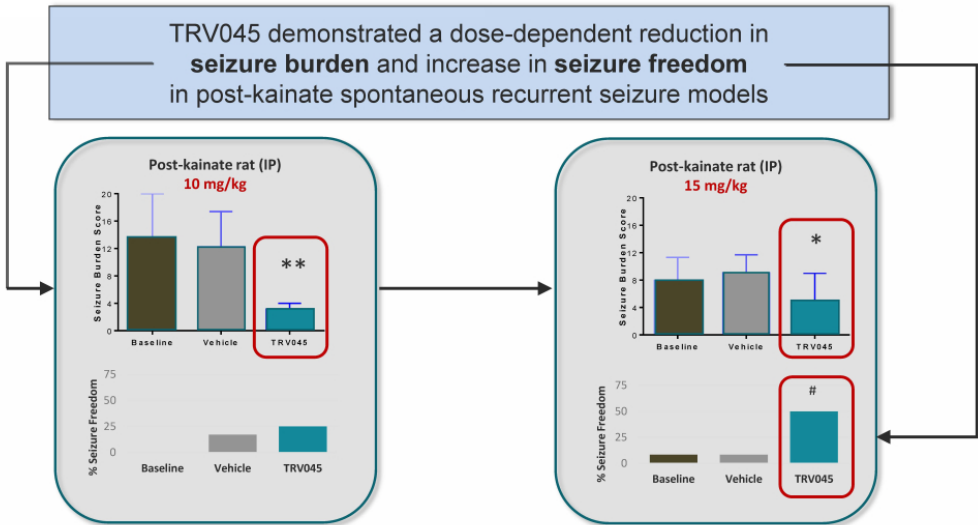 TRV045 demonstrated a dose-dependent reduction in
seizure burden and increase in seizure freedom
in post-kainate spontaneous recurrent seizure models
Post-kainate rat (IP)
10 mg/kg
Seizure Burden Score
20
16
12
8
4
0
**
Baseline
Vehicle
TRV045
% Seizure Freedom
75
50
25
0
Baseline
Vehicle
TRV045
Post-kainate rat (IP)
15 mg/kg
Seizure Burden Score
20
16
12
8
4
0
*
Baseline
Vehicle
TRV045
% Seizure Freedom
75
50
25
0
#
Baseline
Vehicle
TRV045